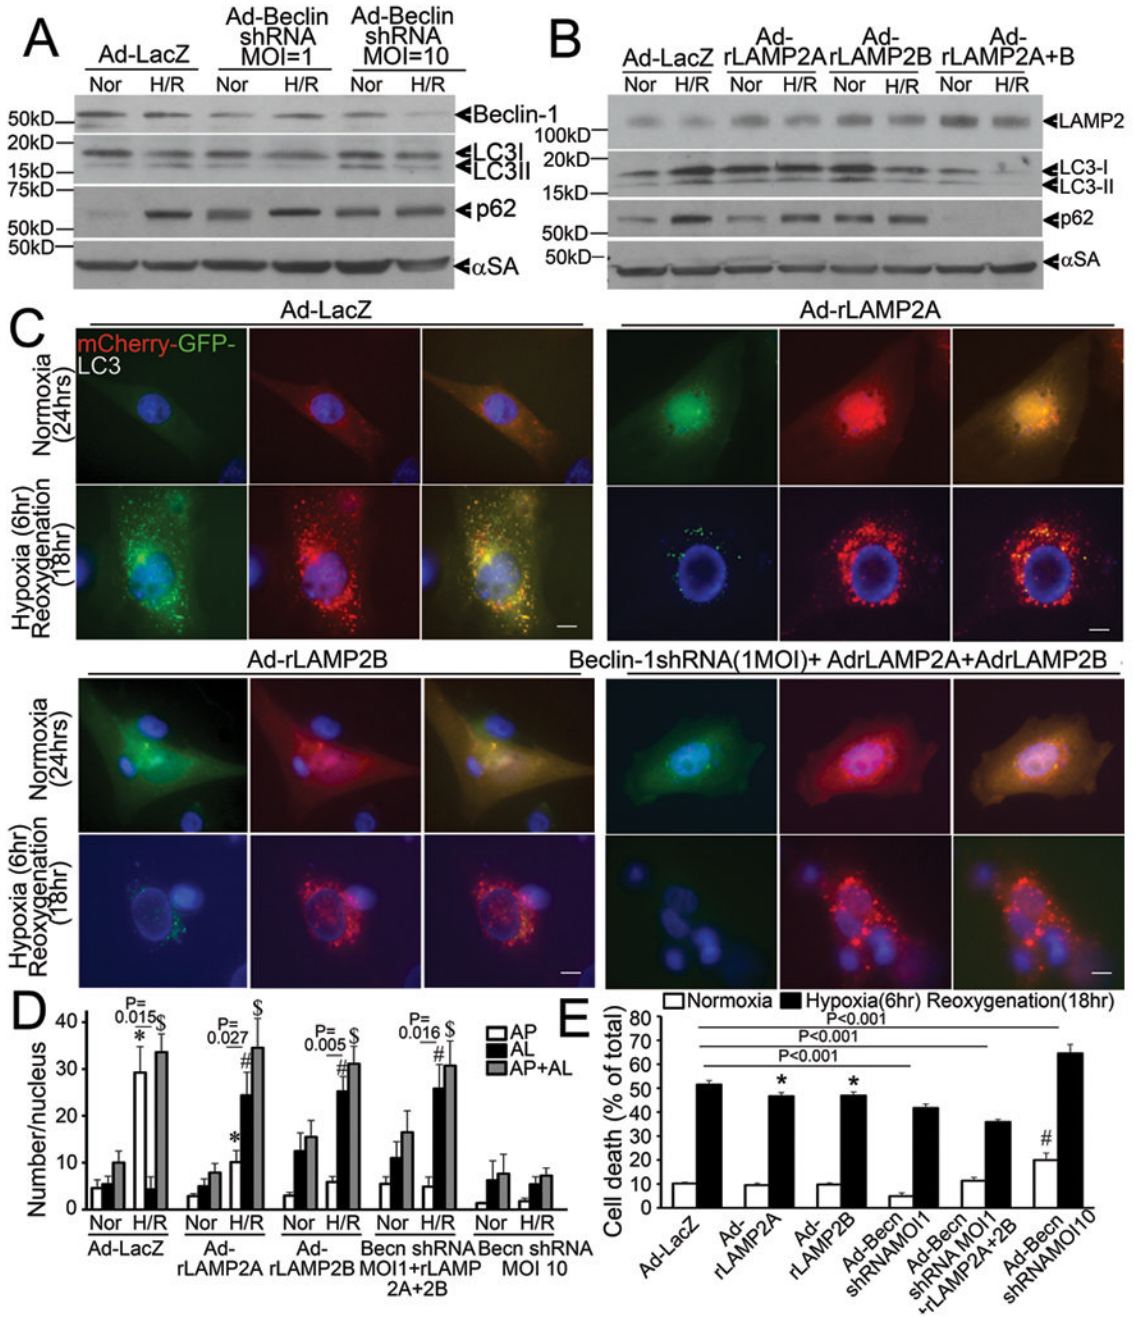 A
Ad-LacZ
Ad-Beclin
shRNA
MOI=1
Ad-Beclin
shRNA
MOI=10
Nor H/R Nor H/R Nor H/R
50kD
Beclin-1
20kD
LC3I
15kD
LC3II
75kD
p62
50kD
50kD
αSA
B
Ad-LacZ
Ad-
rLAMP2A
Ad-
rLAMP2B
Ad-
rLAMP2A+B
Nor H/R Nor H/R Nor H/R Nor H/R
LAMP2
100kD
20kD
LC3-I
LC3-II
15kD
p62
50kD
50kD
αSA
C
Ad-LacZ
Ad-rLAMP2A
mCherry-GFP-
LC3
Normoxia
(24hrs)
Hypoxia (6hr)
Reoxygenation
(18hr)
Ad-rLAMP2B
Beclin-1shRNA(1MOI)+ AdrLAMP2A+AdrLAMP2B
Normoxia
(24hrs)
Hypoxia (6hr)
Reoxygenation
(18hr)
D
Number/nucleus
40
30
20
10
0
P=
0.015
* $
P=
0.027
* # $
P=
0.005
# $
P=
0.016
# $
AP
AL
AP+AL
Nor H/R Nor H/R Nor H/R Nor H/R Nor H/R
Ad-LacZ
Ad-
rLAMP2A
Ad-
rLAMP2B
Becn shRNA
MOI1+rLAMP
2A+2B
Becn shRNA
MOI 10
E
Normoxia Hypoxia(6hr) Reoxygenation(18hr)
Cell death (% of total)
80
70
60
50
40
30
20
10
0
P<0.001
P<0.001
P<0.001
* *
#
Ad-LacZ
Ad-
rLAMP2A
Ad-
rLAMP2B
Ad-Becn
shRNAMOI1
Ad-Becn
shRNA MOI1
+rLAMP2A+2B
Ad-Becn
shRNAMOI10